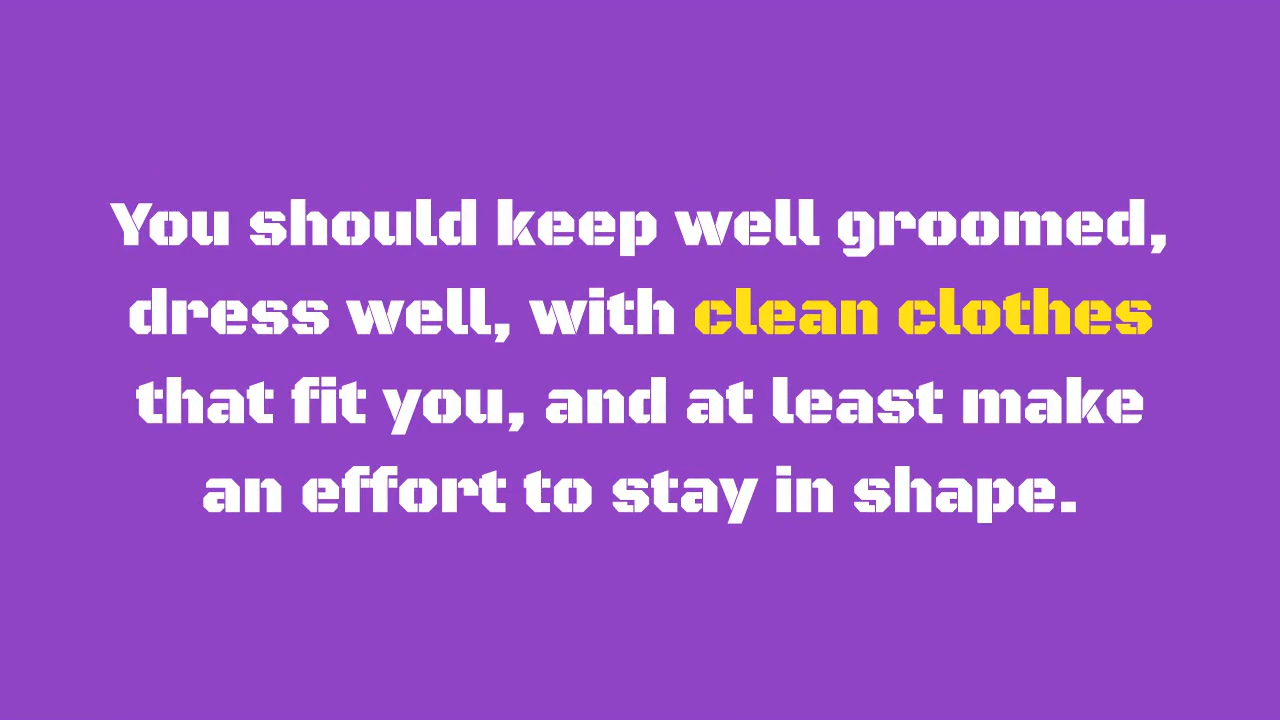 You should keep well groomed,
dress well, with clean clothes
that fit you, and at least make
an effort to stay in shape.